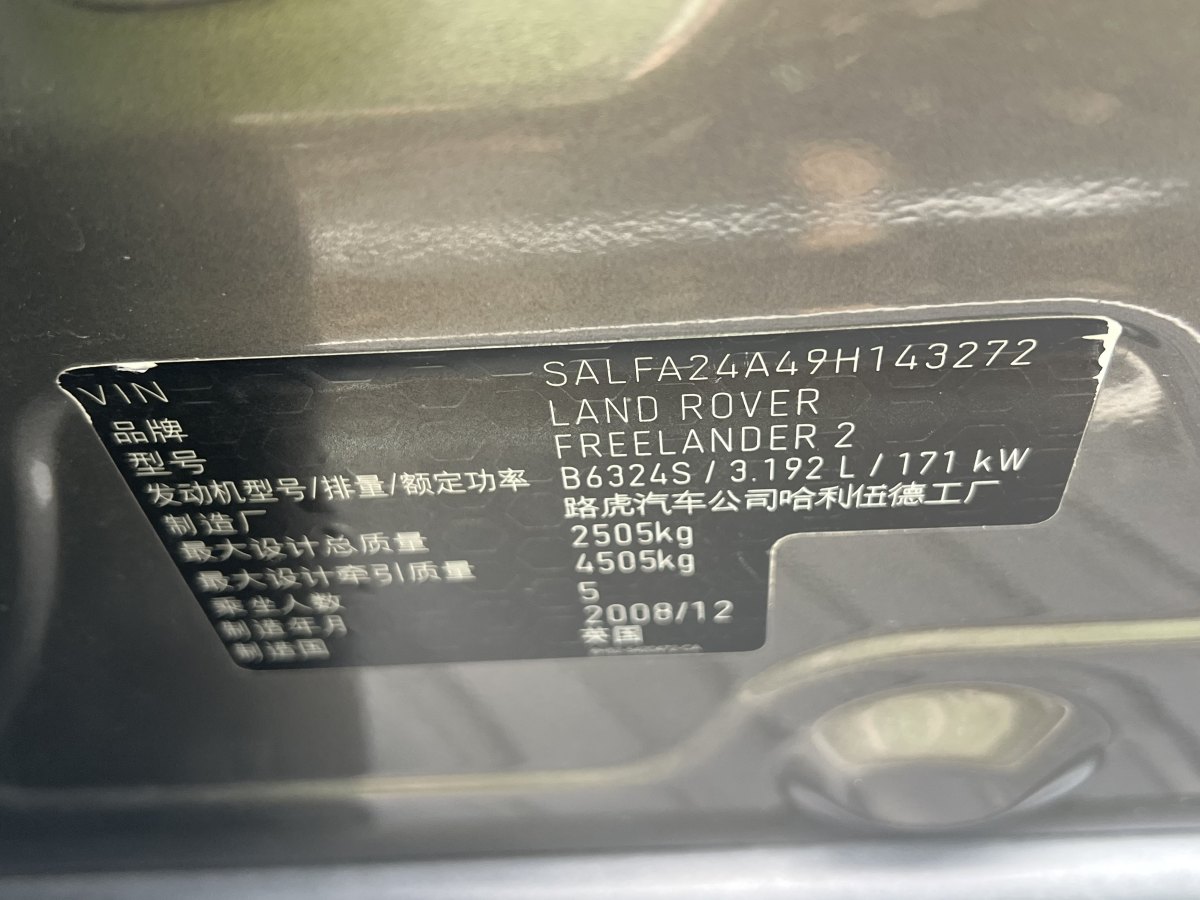 VIN SALFA24A49H143272
品牌 LAND ROVER
型号 FREELANDER 2
发动机型号/排量/额定功率 B6324S / 3.192 L / 171 kW
制造厂 路虎汽车公司哈利伍德工厂
最大设计总质量 2505kg
最大设计牵引质量 4505kg
乘坐人数 5
制造年月 2008/12
制造国 英国